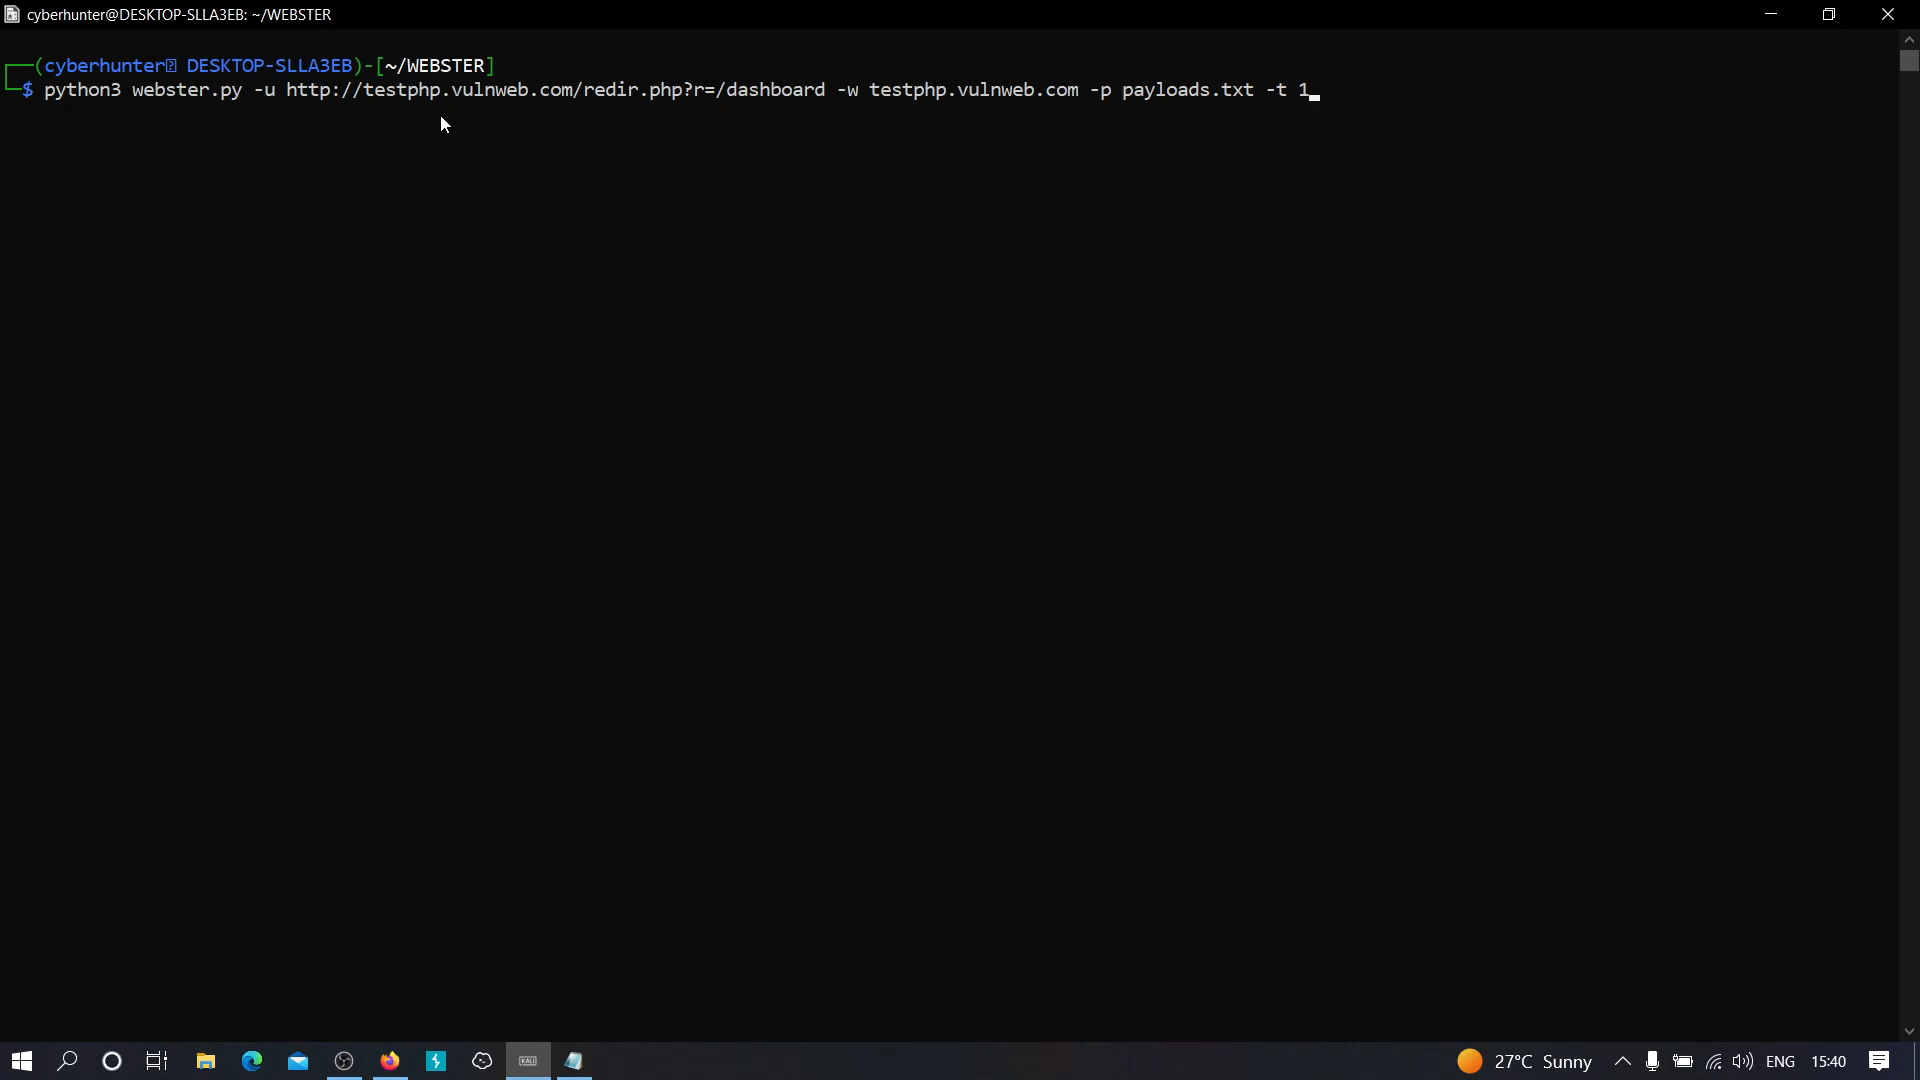 cyberhunter@DESKTOP-SLLA3EB: ~/WEBSTER
(cyberhunter DESKTOP-SLLA3EB)-[~/WEBSTER]
$ python3 webster.py -u http://testphp.vulnweb.com/redir.php?r=/dashboard -w testphp.vulnweb.com -p payloads.txt -t 1
KALI
27°C Sunny
ENG
15:40